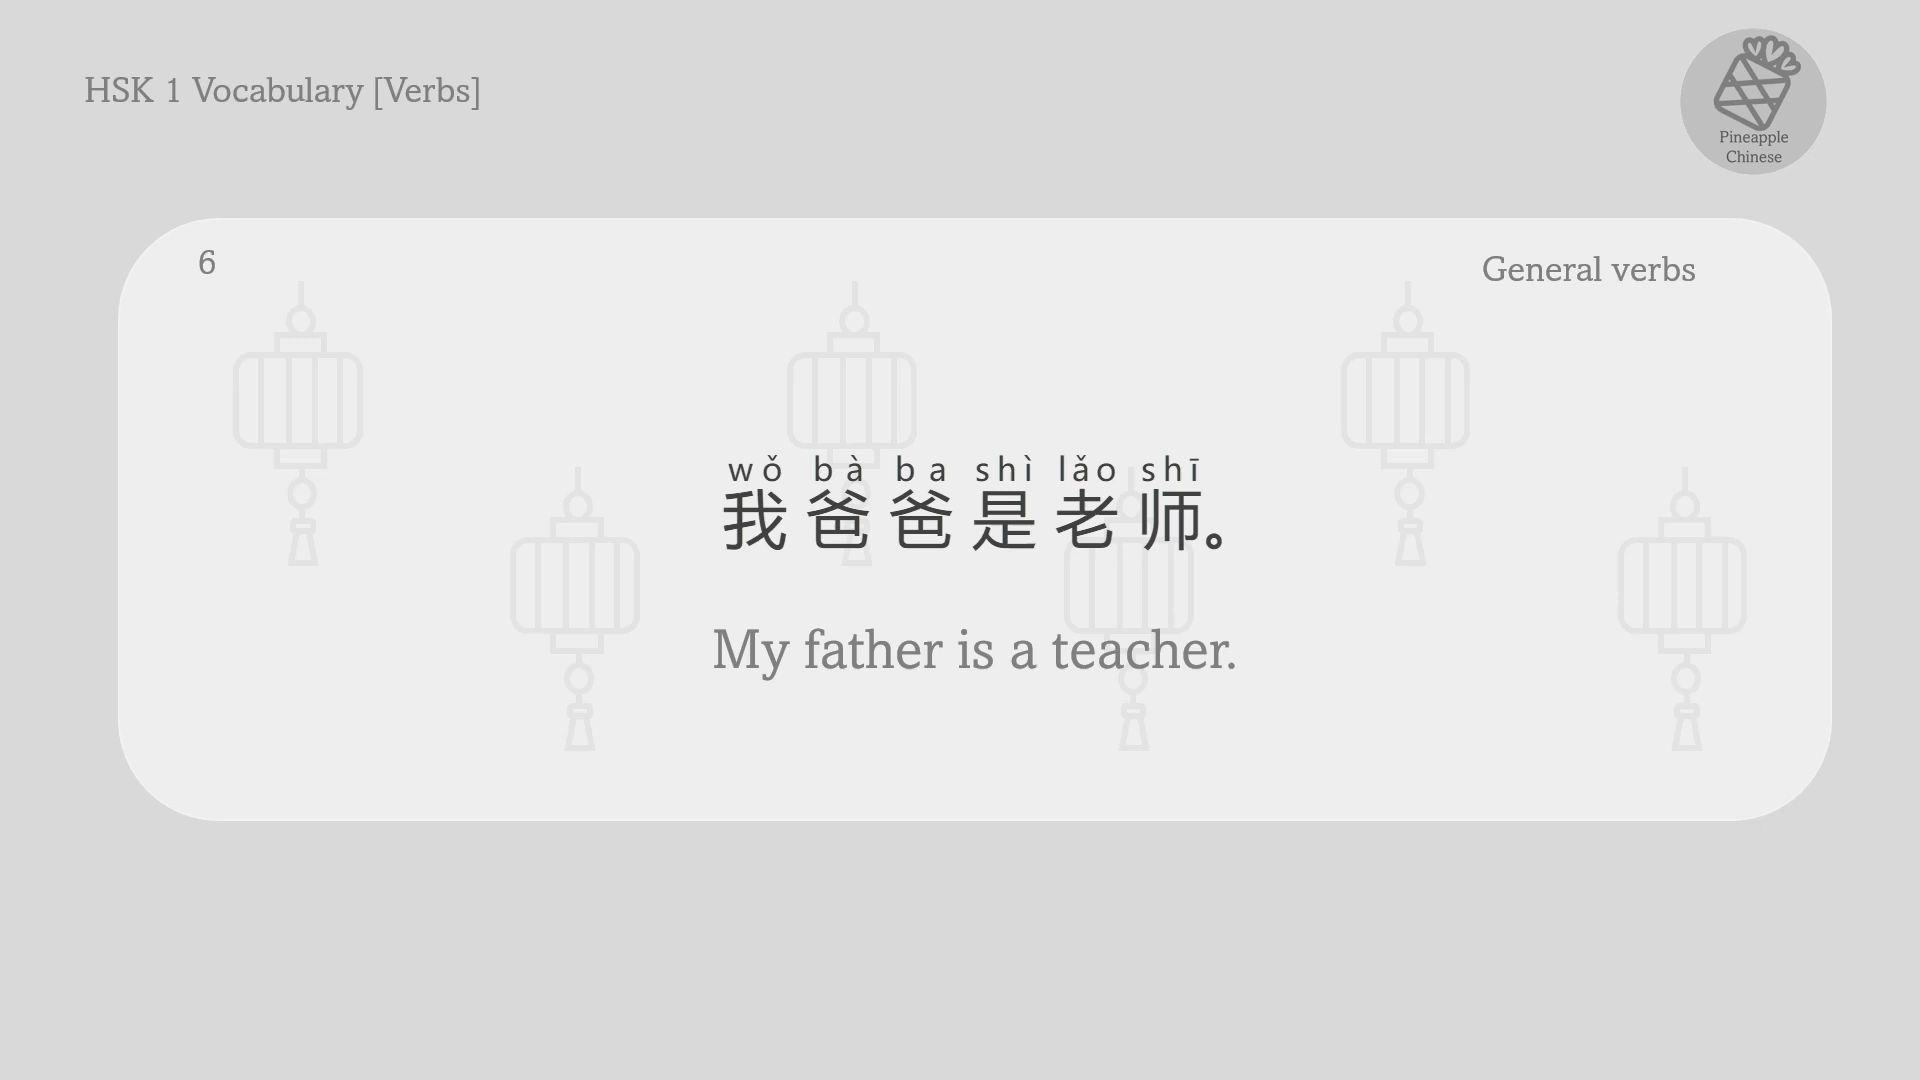 HSK 1 Vocabulary [Verbs]
Pineapple
Chinese
6
General verbs
wǒ bà ba shì lǎo shī
我爸爸是老师。
My father is a teacher.